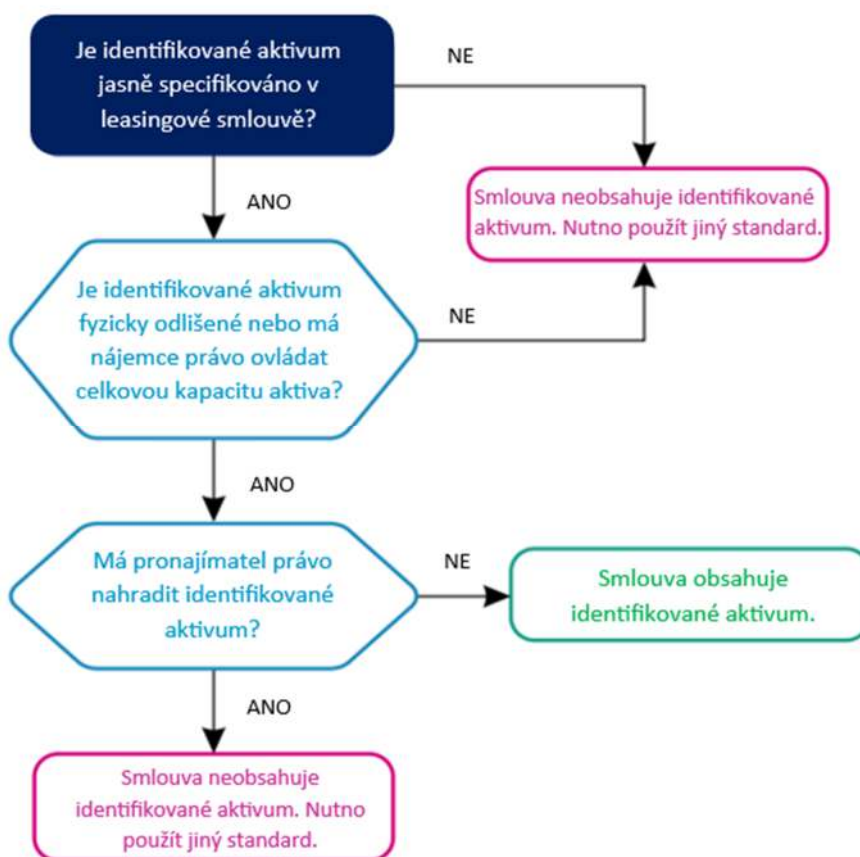 Je identifikované aktivum
jasně specifikováno v
leasingové smlouvě?
NE
Smlouva neobsahuje identifikované
aktivum. Nutno použít jiný standard.
ANO
Je identifikované aktivum
fyzicky odlišené nebo má
nájemce právo ovládat
celkovou kapacitu aktiva?
NE
ANO
Má pronajímatel právo
nahradit identifikované
aktivum?
NE
Smlouva obsahuje
identifikované aktivum.
ANO
Smlouva neobsahuje
identifikované aktivum. Nutno
použít jiný standard.